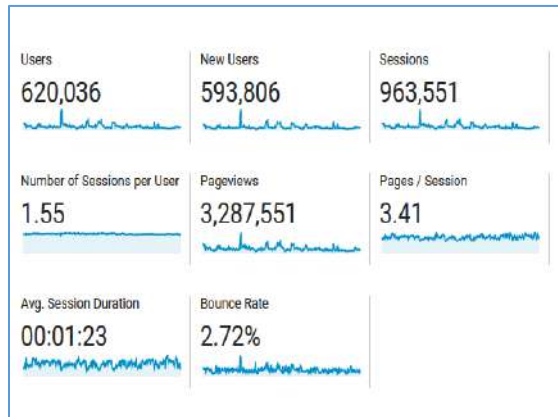 Users
620,036
New Users
593,806
Sessions
963,551
Number of Sessions per User
1.55
Pageviews
3,287,551
Pages / Session
3.41
Avg. Session Duration
00:01:23
Bounce Rate
2.72%